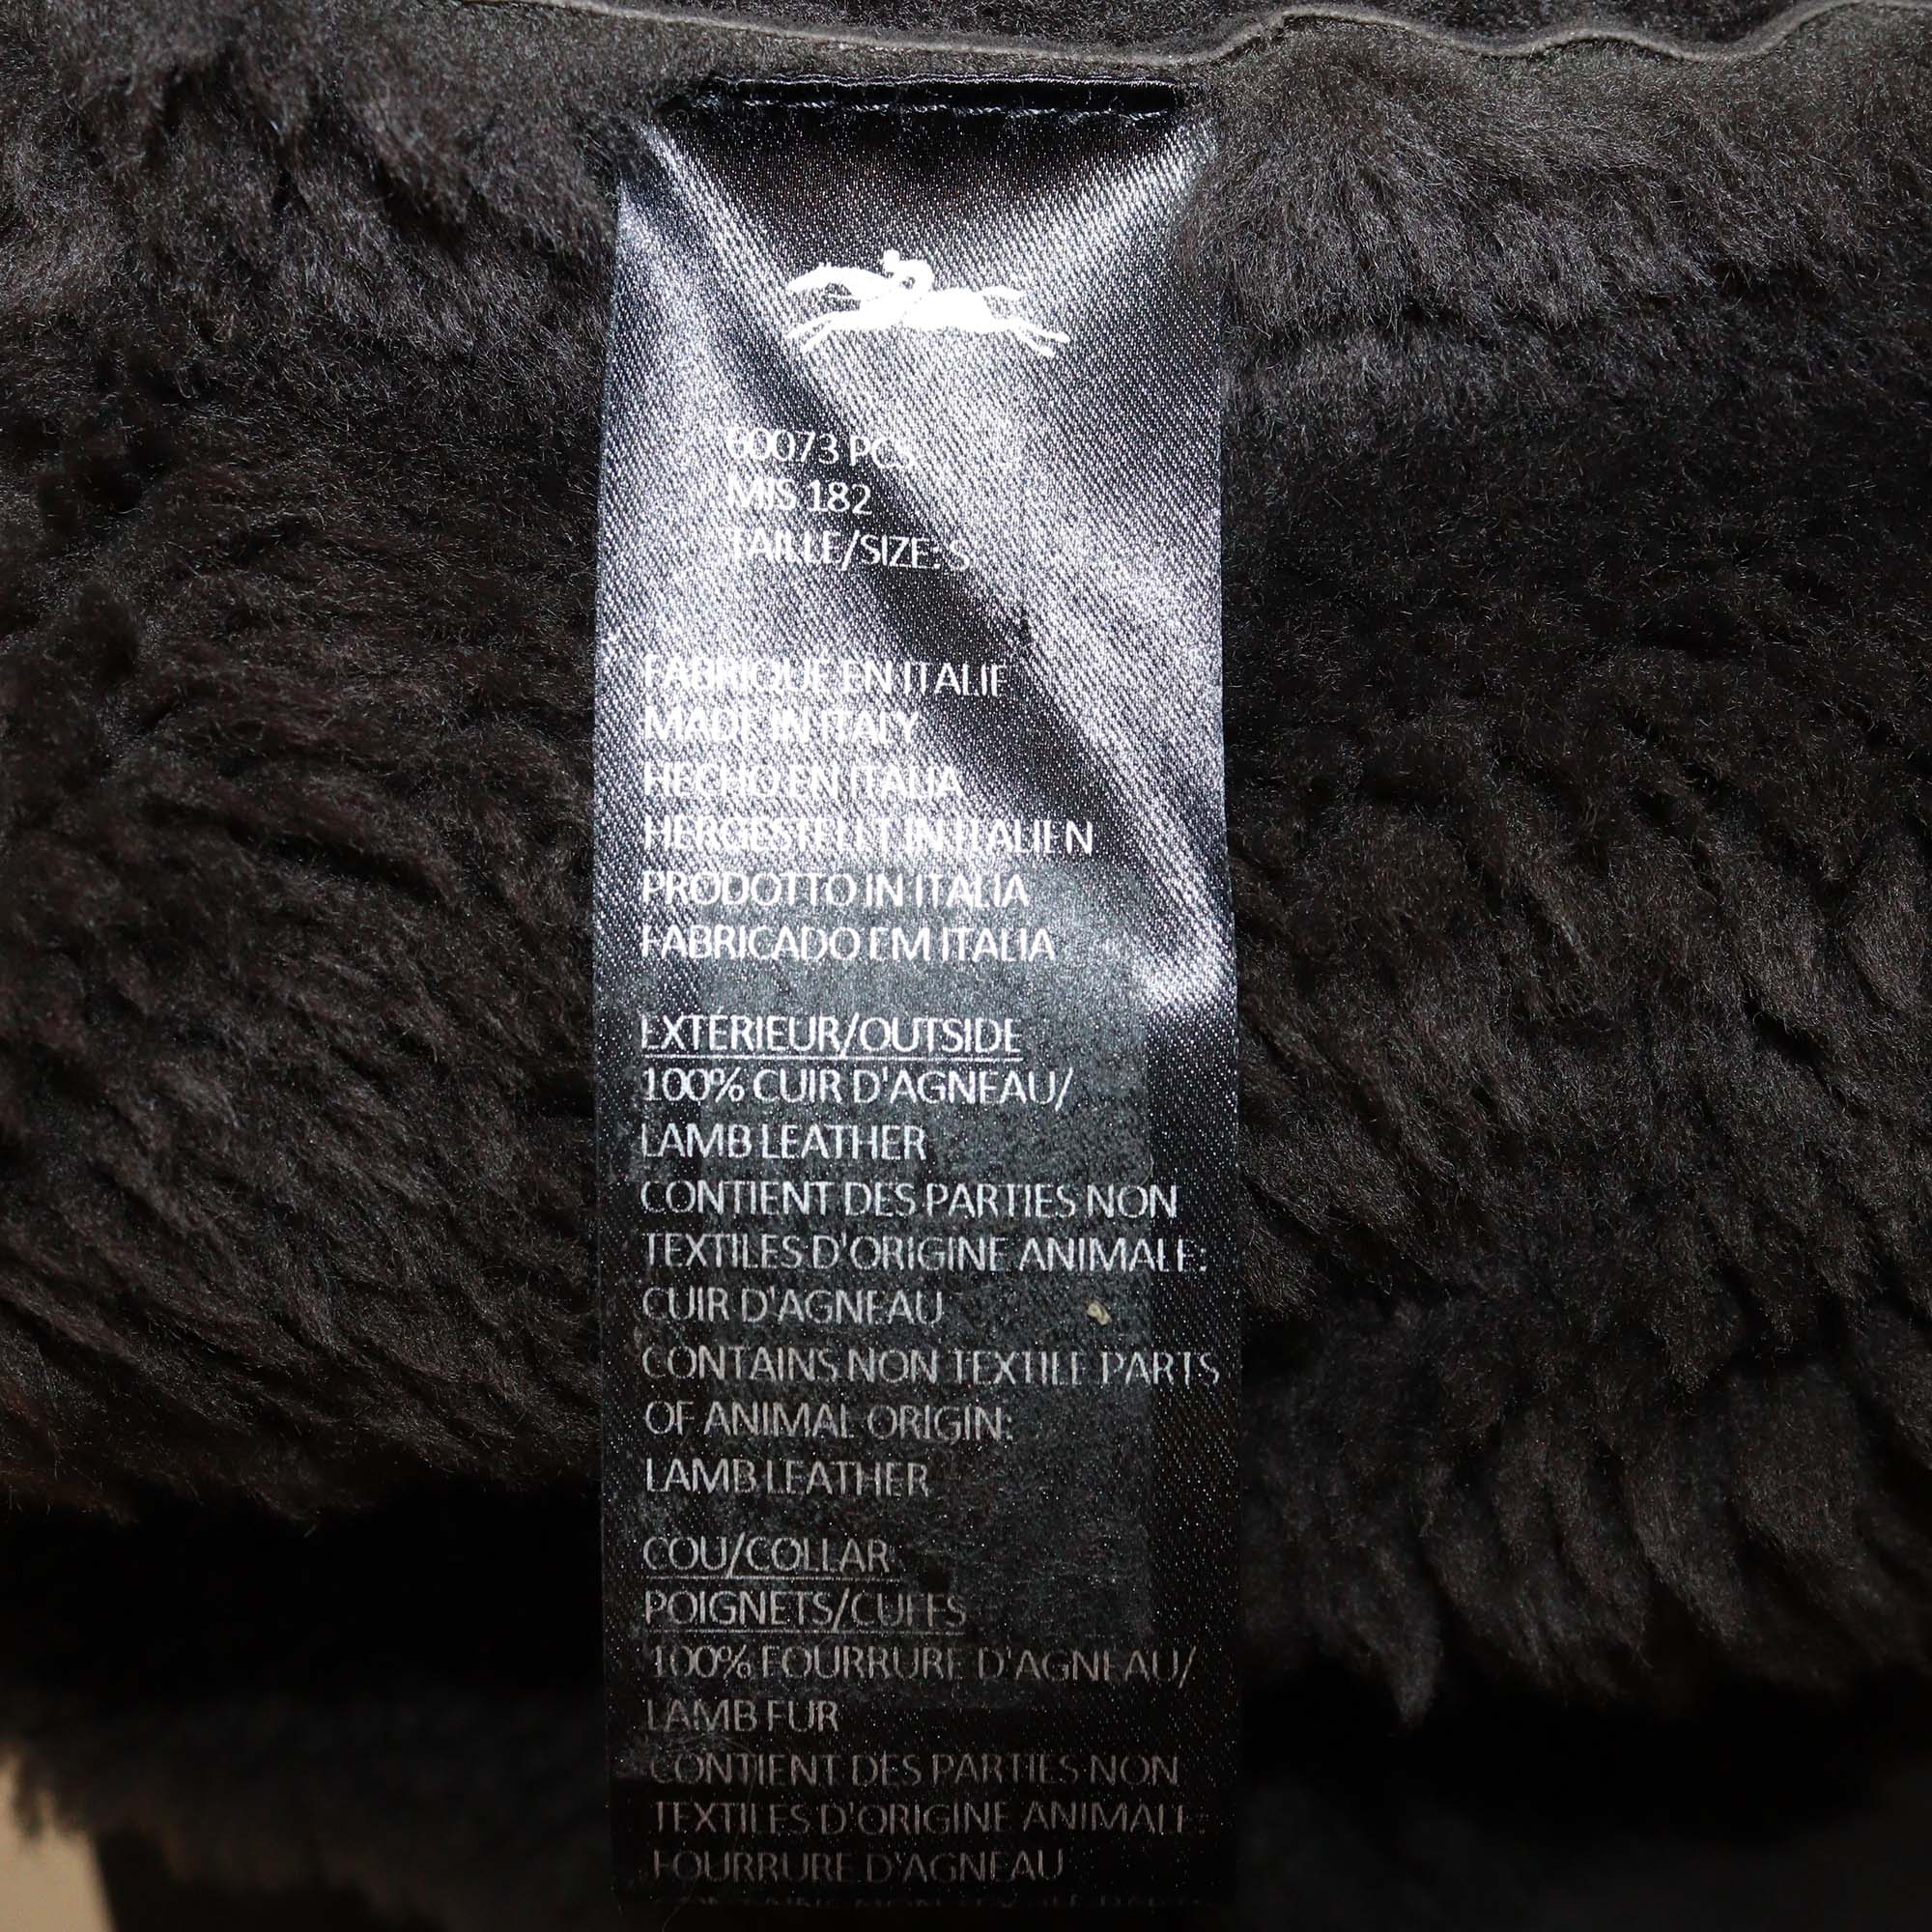 MIS 182
TAILLE/SIZE: S
FABRIQUE EN ITALIE
MADE IN ITALY
HECHO EN ITALIA
HERGESTELLT IN ITALIEN
PRODOTTO IN ITALIA
FABRICADO EM ITALIA
EXTERIEUR/OUTSIDE
100% CUIR D'AGNEAU/
LAMB LEATHER
CONTIENT DES PARTIES NON
TEXTILES D'ORIGINE ANIMALE:
CUIR D'AGNEAU
CONTAINS NON TEXTILE PARTS
OF ANIMAL ORIGIN:
LAMB LEATHER
COU/COLLAR
POIGNETS/CUFFS
100% FOURRURE D'AGNEAU/
LAMB FUR
CONTIENT DES PARTIES NON
TEXTILES D'ORIGINE ANIMALE:
FOURRURE D'AGNEAU